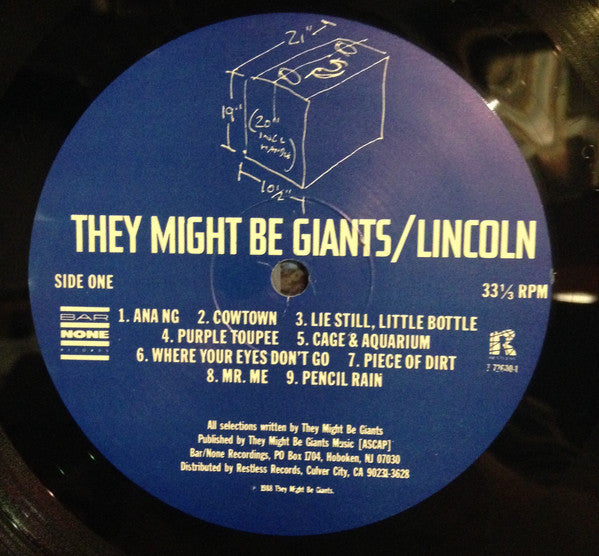 21"
19"
(20"
10½"
THEY MIGHT BE GIANTS/LINCOLN
SIDE ONE
33⅓ RPM
BAR
NONE
RECORDS
1. ANA NG 2. COWTOWN 3. LIE STILL, LITTLE BOTTLE
4. PURPLE TOUPEE 5. CAGE & AQUARIUM
6. WHERE YOUR EYES DON'T GO 7. PIECE OF DIRT
8. MR. ME 9. PENCIL RAIN
R
All selections written by They Might Be Giants
Published by They Might Be Giants Music [ASCAP]
Bar/None Recordings, PO Box 1704, Hoboken, NJ 07030
Distributed by Restless Records, Culver City, CA 90231-3628
℗ 1988 They Might Be Giants.